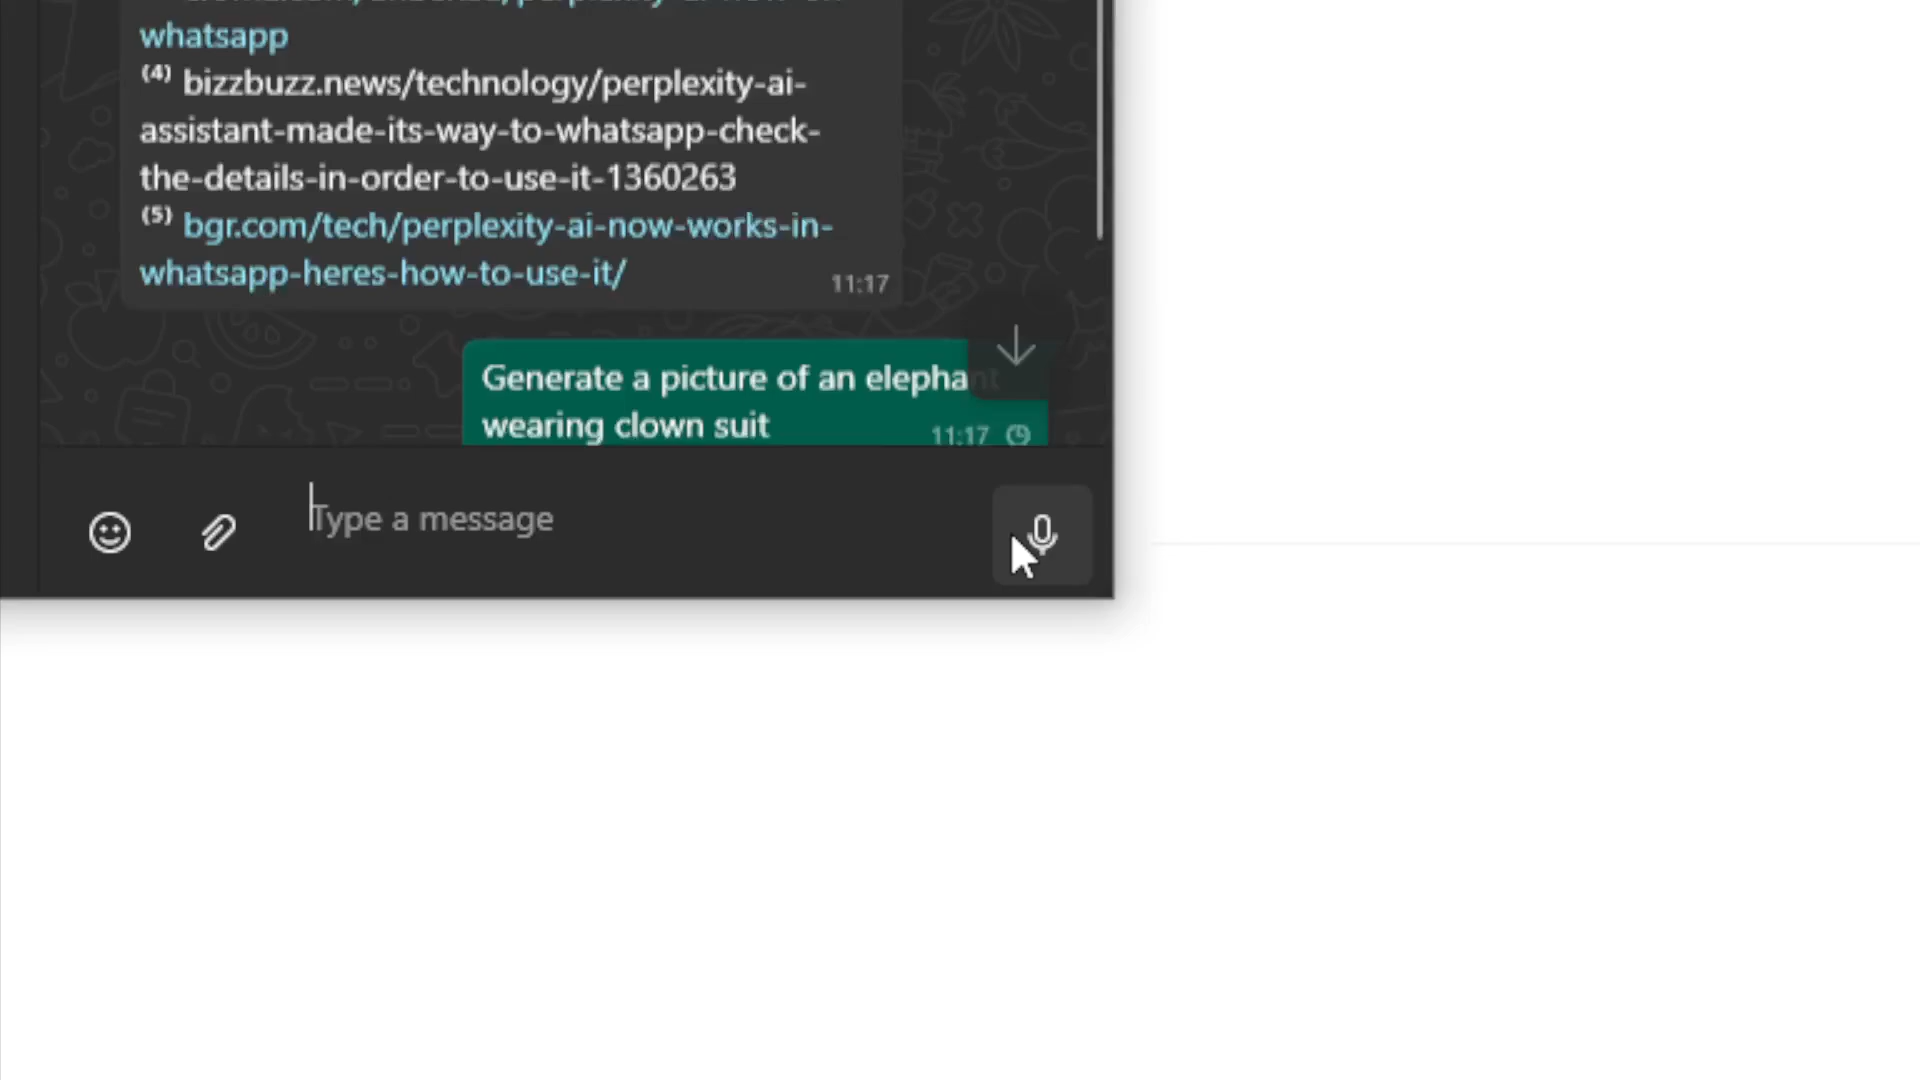 whatsapp
(4) bizzbuzz.news/technology/perplexity-ai-
assistant-made-its-way-to-whatsapp-check-
the-details-in-order-to-use-it-1360263
(5) bgr.com/tech/perplexity-ai-now-works-in-
whatsapp-heres-how-to-use-it/
11:17
Generate a picture of an elephant
wearing clown suit
11:17
Type a message